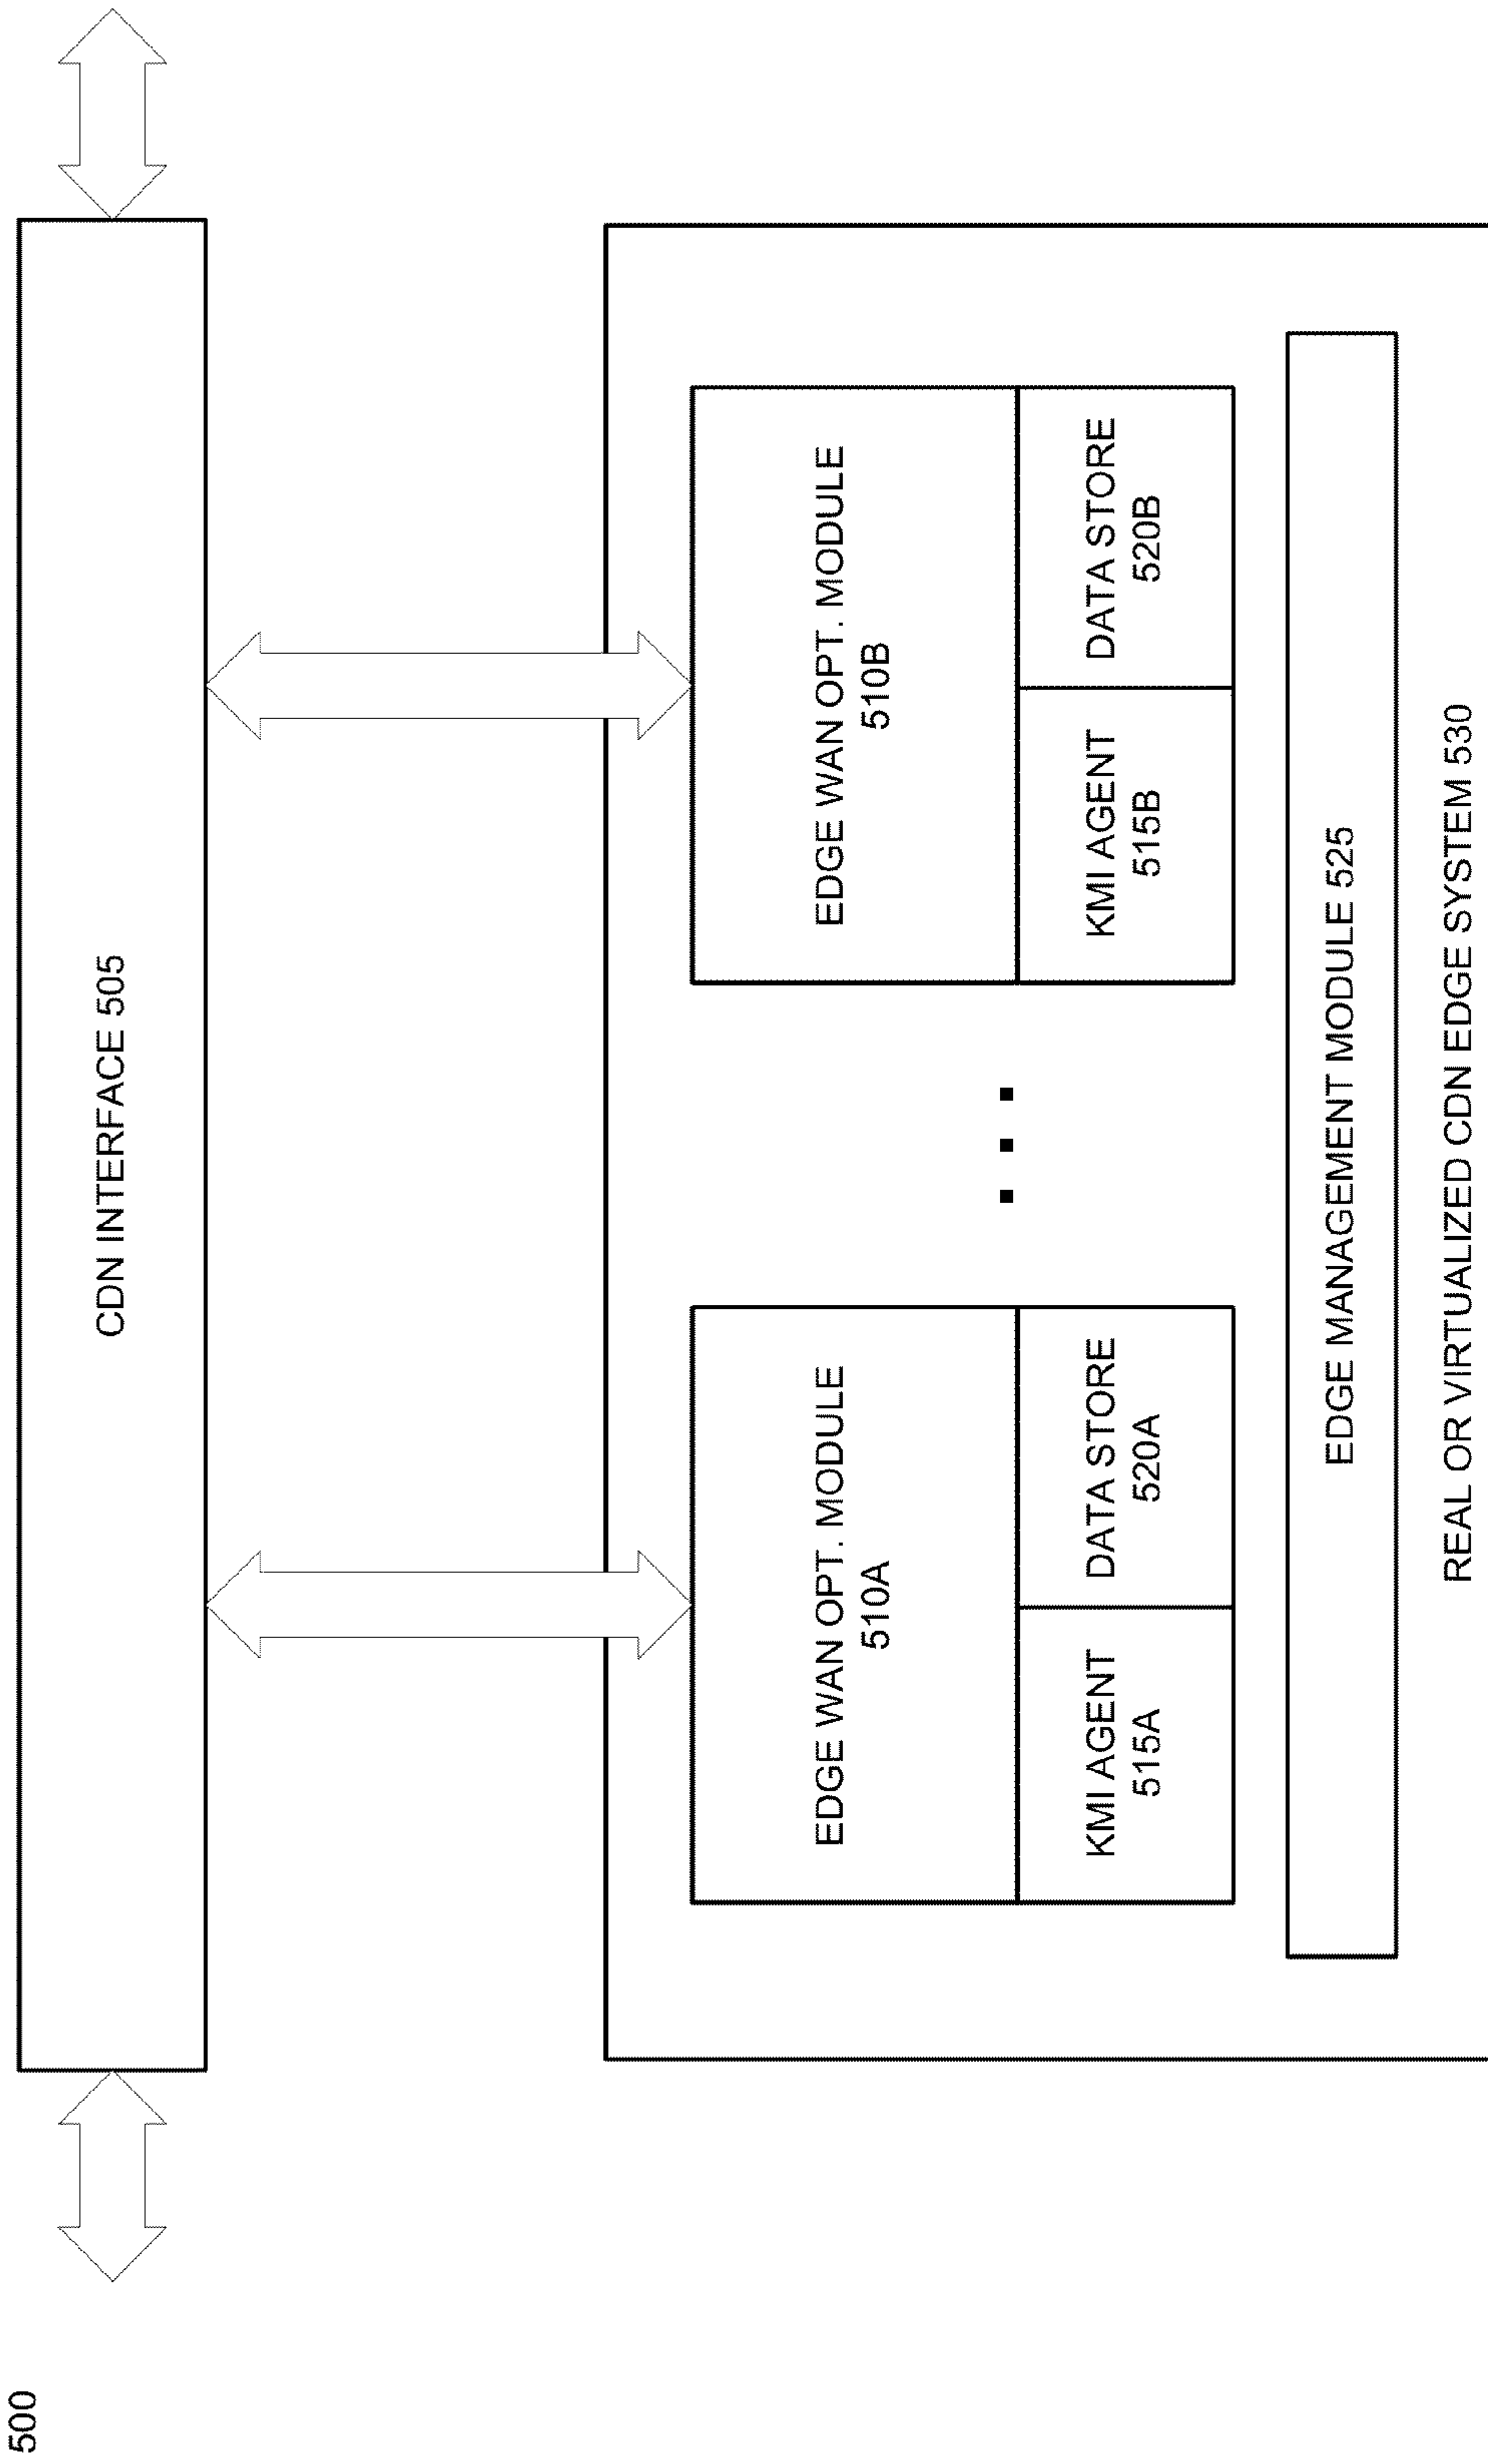 500
CDN INTERFACE 505
EDGE WAN OPT. MODULE
510A
KMI AGENT
515A
DATA STORE
520A
EDGE WAN OPT. MODULE
510B
KMI AGENT
515B
DATA STORE
520B
EDGE MANAGEMENT MODULE 525
REAL OR VIRTUALIZED CDN EDGE SYSTEM 530